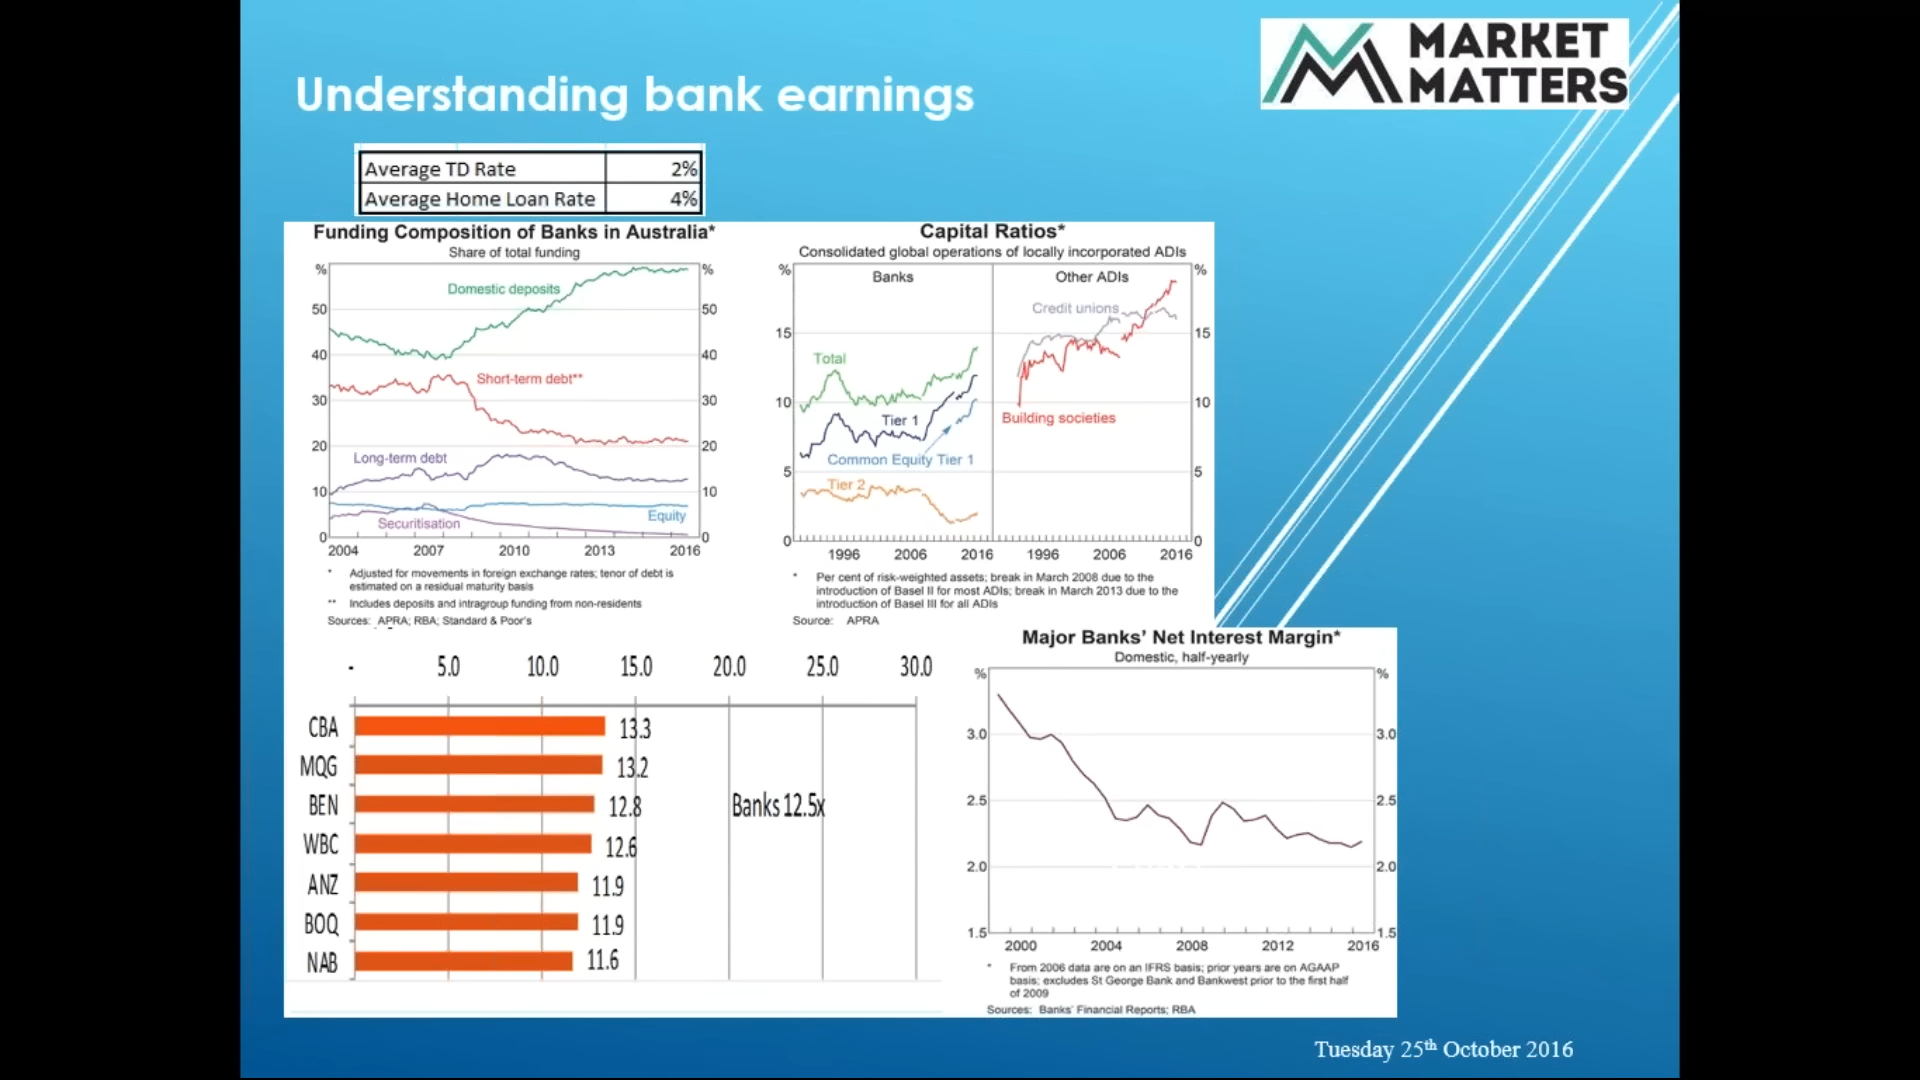 MARKET
MATTERS
Understanding bank earnings
Average TD Rate 2%
Average Home Loan Rate 4%
Funding Composition of Banks in Australia*
Share of total funding
% %
Domestic deposits
50 50
40 40
Short-term debt**
30 30
20 20
Long-term debt
10 10
Equity
Securitisation
0 0
2004 2007 2010 2013 2016
* Adjusted for movements in foreign exchange rates; tenor of debt is
estimated on a residual maturity basis
** Includes deposits and intragroup funding from non-residents
Sources: APRA; RBA; Standard & Poor's
Capital Ratios*
Consolidated global operations of locally incorporated ADIs
% %
Banks Other ADIs
Credit unions
15 15
Total
10 10
Tier 1 Building societies
Common Equity Tier 1
5 5
Tier 2
0 0
1996 2006 2016 1996 2006 2016
* Per cent of risk-weighted assets; break in March 2008 due to the
introduction of Basel II for most ADIs; break in March 2013 due to the
introduction of Basel III for all ADIs
Source: APRA
- 5.0 10.0 15.0 20.0 25.0 30.0
CBA 13.3
MQG 13.2
BEN 12.8 Banks 12.5x
WBC 12.6
ANZ 11.9
BOQ 11.9
NAB 11.6
Major Banks' Net Interest Margin*
Domestic, half-yearly
% %
3.0 3.0
2.5 2.5
2.0 2.0
1.5 1.5
2000 2004 2008 2012 2016
* From 2006 data are on an IFRS basis; prior years are on AGAAP
basis; excludes St George Bank and Bankwest prior to the first half
of 2009
Sources: Banks' Financial Reports; RBA
Tuesday 25th October 2016